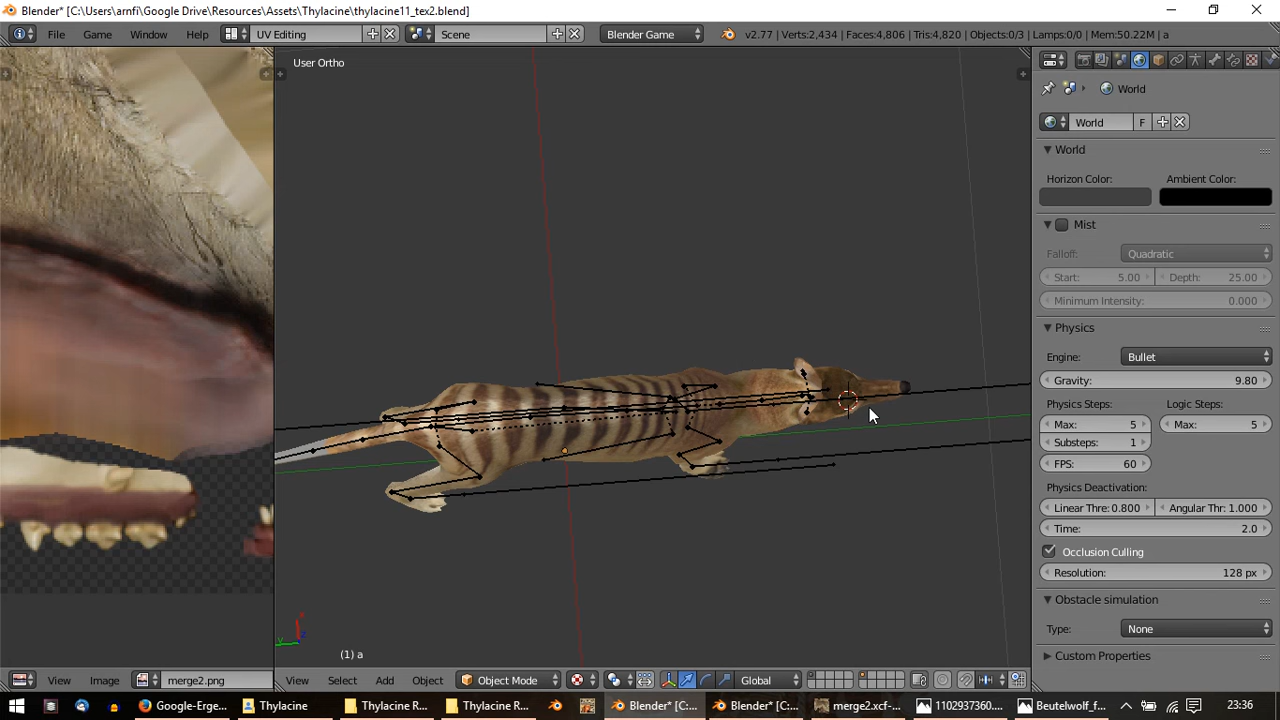 Blender* [C:\Users\arnfi\Google Drive\Resources\Assets\Thylacine\thylacine11_tex2.blend]
File Game Window Help UV Editing Scene Blender Game v2.77 | Verts:2,434 | Faces:4,806 | Tris:4,820 | Objects:0/3 | Lamps:0/0 | Mem:50.22M | a
User Ortho
World
World F
World
Horizon Color: Ambient Color:
Mist
Falloff: Quadratic
Start: 5.00 Depth: 25.00
Minimum Intensity: 0.000
Physics
Engine: Bullet
Gravity: 9.80
Physics Steps: Logic Steps:
Max: 5 Max: 5
Substeps: 1
FPS: 60
Physics Deactivation:
Linear Thre: 0.800 Angular Thr: 1.000
Time: 2.0
Occlusion Culling
Resolution: 128 px
Obstacle simulation
Type: None
Custom Properties
(1) a
View Image merge2.png View Select Add Object Object Mode Global
Google-Erge... Thylacine Thylacine R... Thylacine R... Blender* [C:... Blender* [C:... merge2.xcf-... 1102937360.... Beutelwolf_f... 23:36